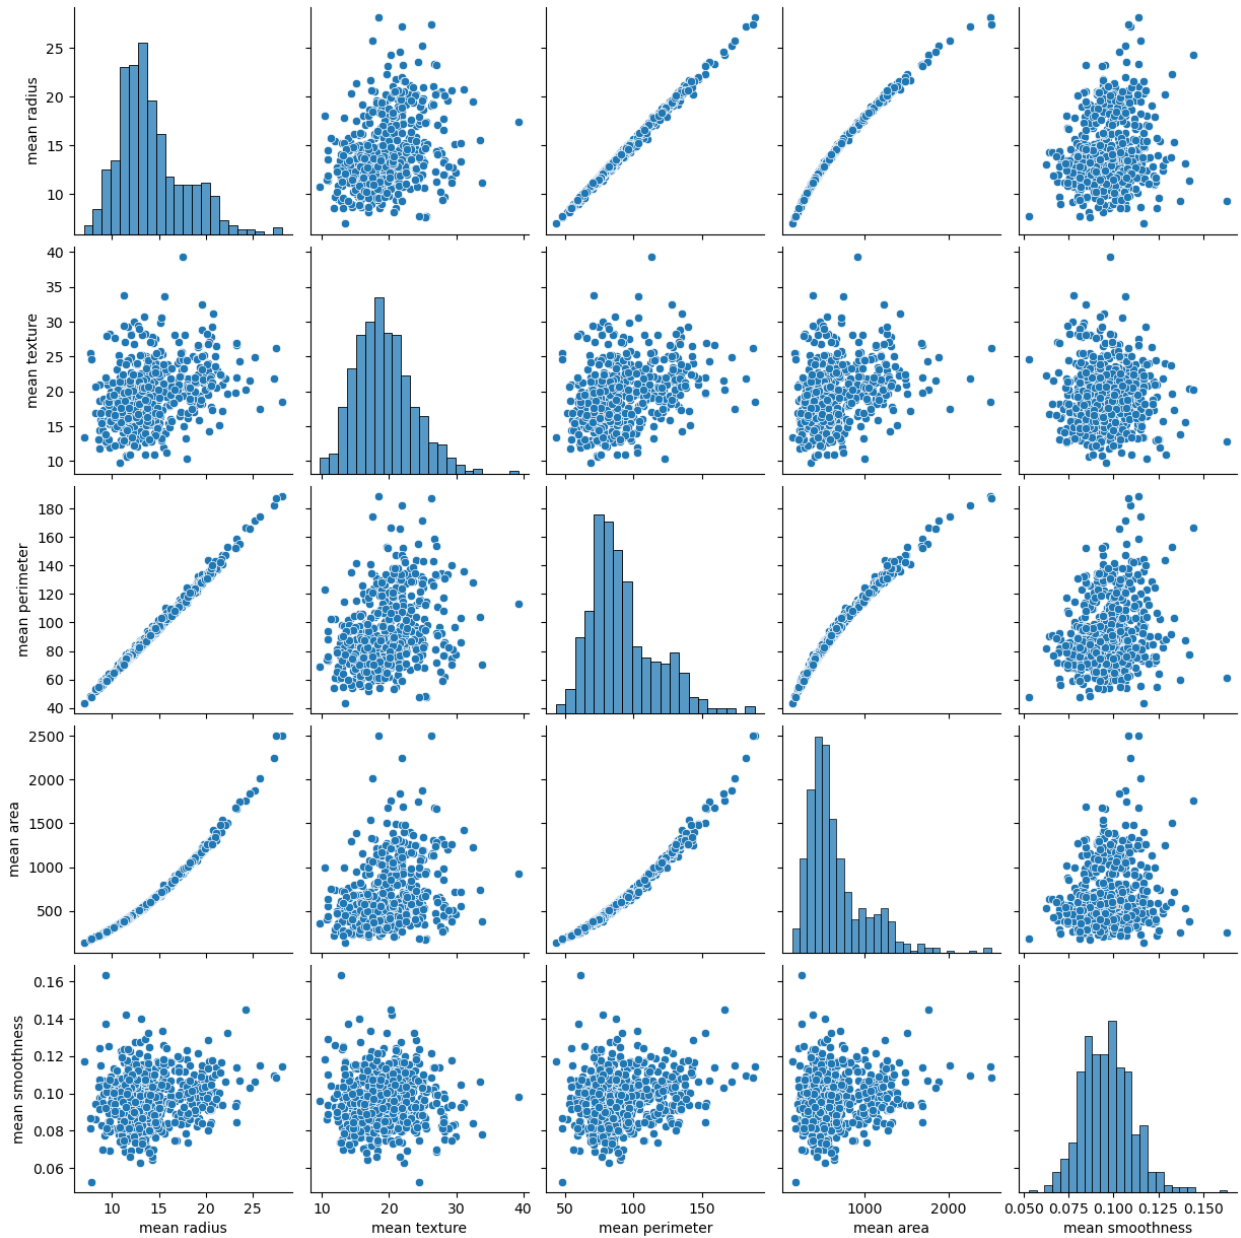 25
20
15
10
mean radius
40
35
30
25
20
15
10
mean texture
180
160
140
120
100
80
60
40
mean perimeter
2500
2000
1500
1000
500
mean area
0.16
0.14
0.12
0.10
0.08
0.06
mean smoothness
10 15 20 25
10 20 30 40
50 100 150
0 1000 2000
0.050 0.075 0.100 0.125 0.150
mean radius
mean texture
mean perimeter
mean area
mean smoothness